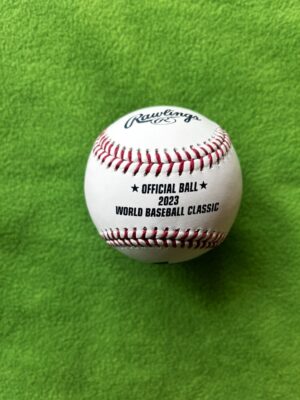 Rawlings
★ OFFICIAL BALL ★
2023
WORLD BASEBALL CLASSIC